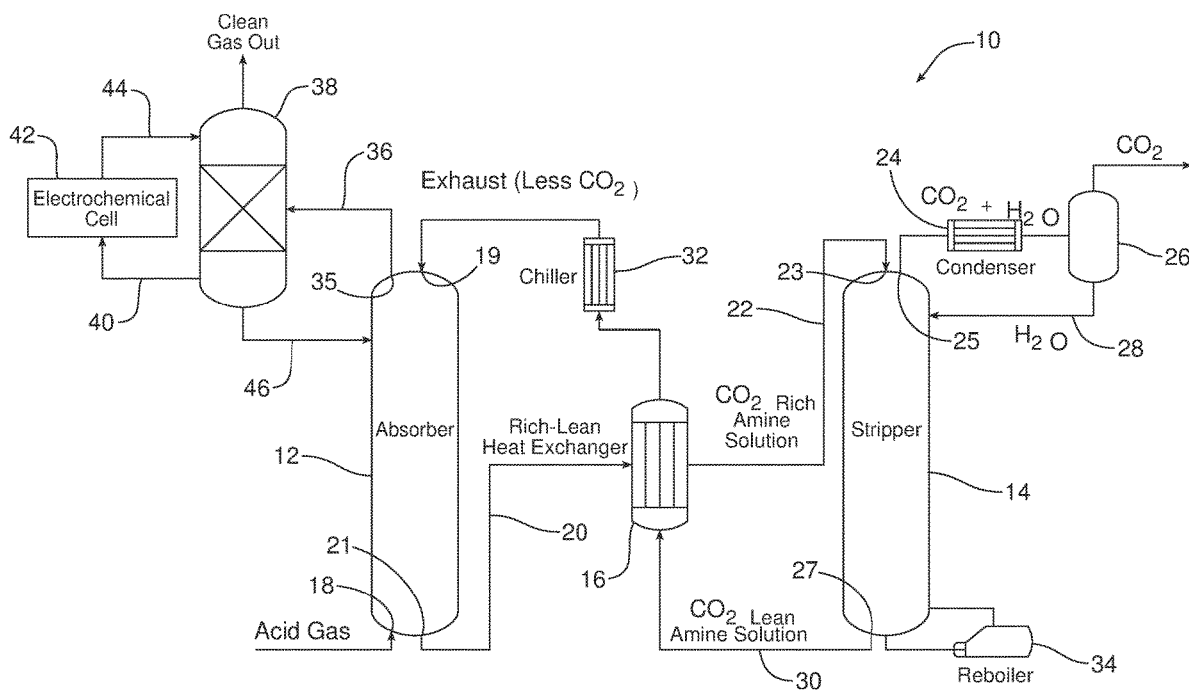 Clean
Gas Out
10
44
38
42
Electrochemical
Cell
36
40
46
Exhaust (Less CO2 )
19
35
Chiller
32
24
CO2 + H2 O
CO2
Condenser
26
23
25
H2 O
28
22
Absorber
12
Rich-Lean
Heat Exchanger
CO2 Rich
Amine
Solution
Stripper
14
20
16
21
18
27
Acid Gas
CO2 Lean
Amine Solution
30
Reboiler
34